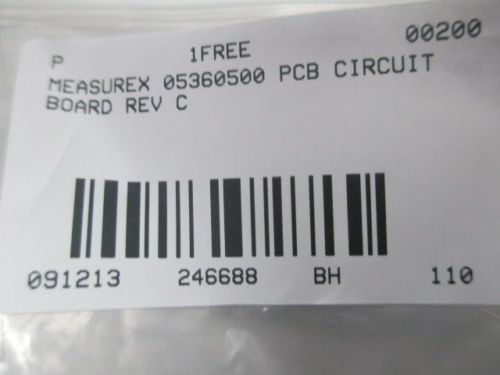 P 1FREE 00200
MEASUREX 05360500 PCB CIRCUIT
BOARD REV C
091213 246688 BH 110